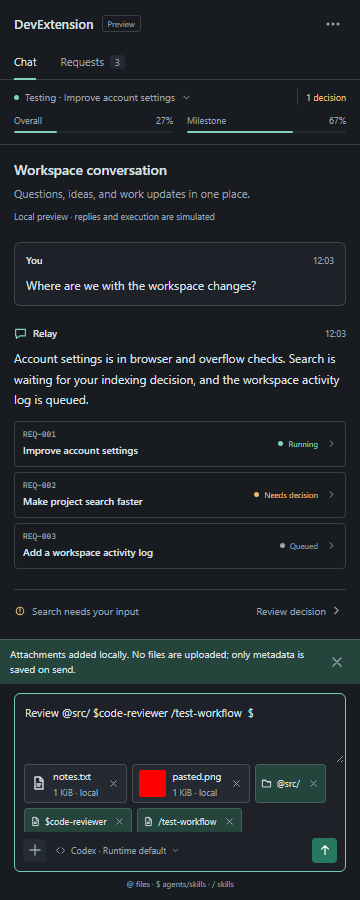 DevExtension Preview
Chat Requests 3
Testing · Improve account settings 1 decision
Overall 27% Milestone 67%
Workspace conversation
Questions, ideas, and work updates in one place.
Local preview · replies and execution are simulated
You 12:03
Where are we with the workspace changes?
Relay 12:03
Account settings is in browser and overflow checks. Search is
waiting for your indexing decision, and the workspace activity
log is queued.
REQ-001
Improve account settings Running
REQ-002
Make project search faster Needs decision
REQ-003
Add a workspace activity log Queued
Search needs your input Review decision
Attachments added locally. No files are uploaded; only metadata is
saved on send.
Review @src/ $code-reviewer /test-workflow $
notes.txt
1 KiB · local
pasted.png
1 KiB · local
@src/
$code-reviewer /test-workflow
Codex · Runtime default
@ files · $ agents/skills · / skills